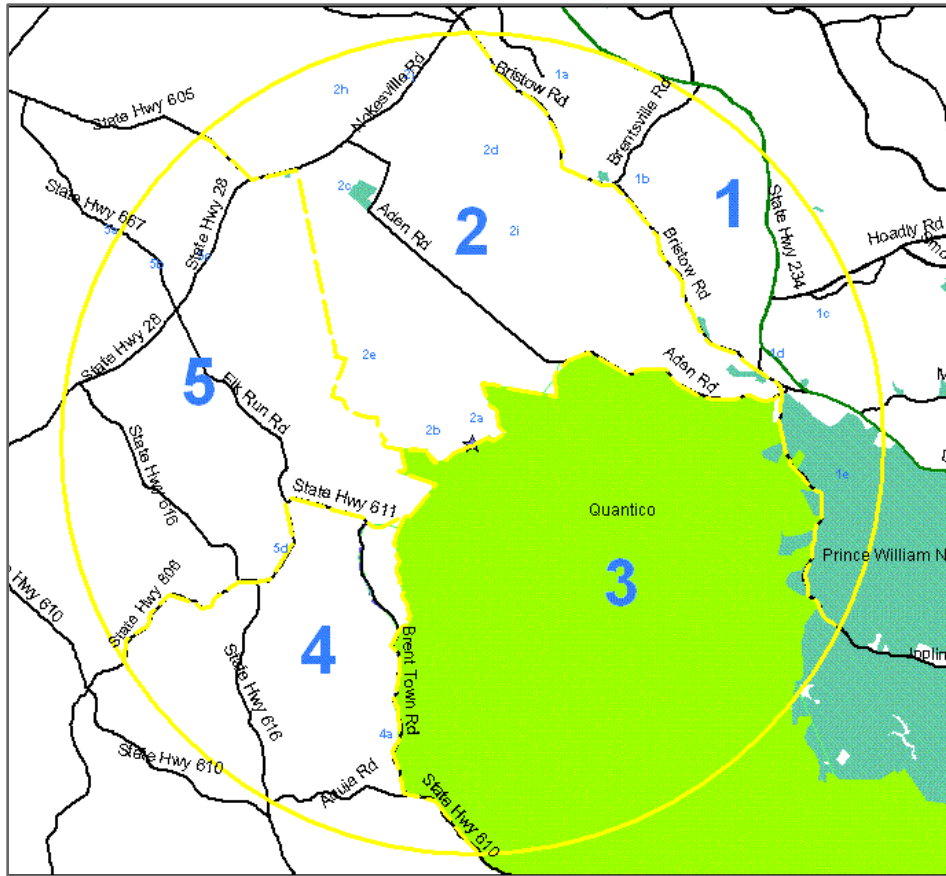 Bristow Rd
1a
Nokesville Rd
2h
State Hwy 605
Brentsville Rd
2d
1b
2c
1
2
State Hwy 667
State Hwy 28
Aden Rd
2i
State Hwy 234
Hoadly Rd
5b
Bristow Rd
1c
State Hwy 28
2e
1d
Aden Rd
M
5
Elk Run Rd
2a
2b
State Hwy 616
1e
State Hwy 611
Quantico
5d
Prince William N
3
State Hwy 806
Hwy 610
4
Brent Town Rd
Joplin
State Hwy 616
4a
State Hwy 610
Aquia Rd
State Hwy 610